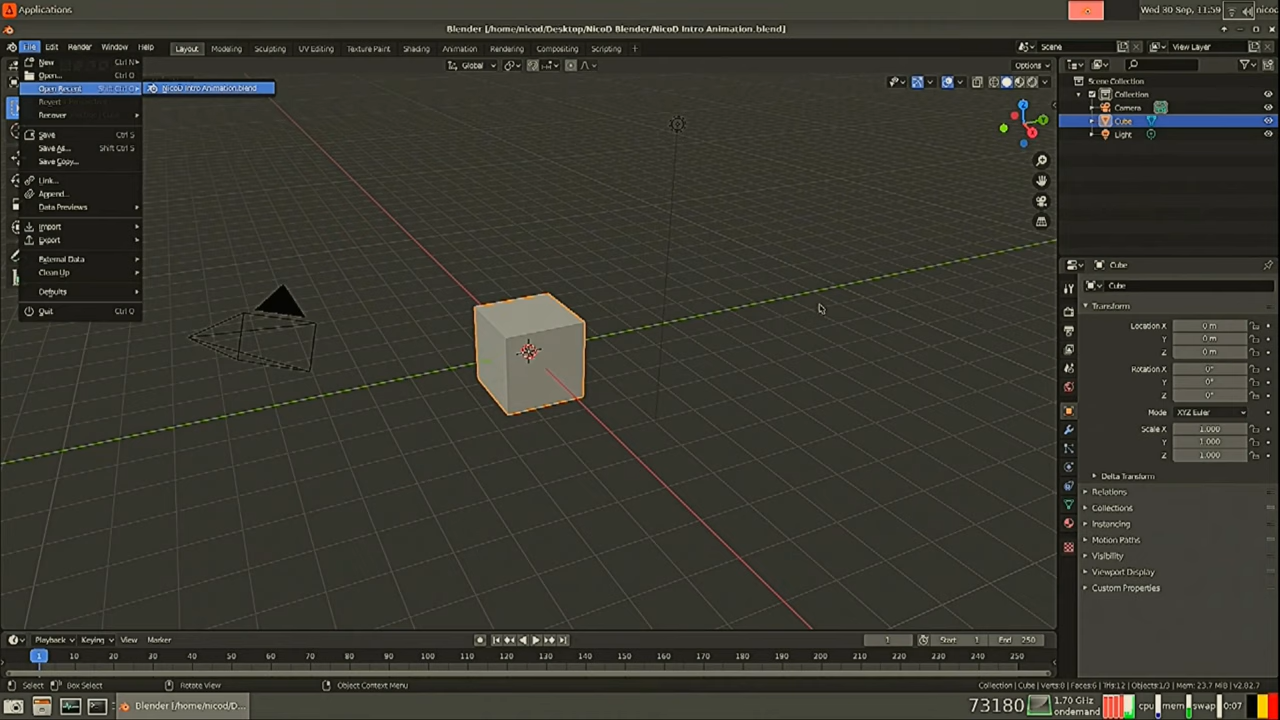 Applications
Wed 30 Sep, 11:59 nicod
Blender [/home/nicod/Desktop/NicoD Blender/NicoD Intro Animation.blend]
File Edit Render Window Help Layout Modeling Sculpting UV Editing Texture Paint Shading Animation Rendering Compositing Scripting + Scene View Layer
Global Options
New Ctrl N
Open... Ctrl O
Open Recent Shift Ctrl O NicoD Intro Animation.blend
Revert
Recover
Save Ctrl S
Save As... Shift Ctrl S
Save Copy...
Link...
Append...
Data Previews
Import
Export
External Data
Clean Up
Defaults
Quit Ctrl Q
Scene Collection
Collection
Camera
Cube
Light
Cube
Cube
Transform
Location X 0 m
Y 0 m
Z 0 m
Rotation X 0°
Y 0°
Z 0°
Mode XYZ Euler
Scale X 1.000
Y 1.000
Z 1.000
Delta Transform
Relations
Collections
Instancing
Motion Paths
Visibility
Viewport Display
Custom Properties
Playback Keying View Marker 1 Start 1 End 250
1 10 20 30 40 50 60 70 80 90 100 110 120 130 140 150 160 170 180 190 200 210 220 230 240 250
Select Box Select Rotate View Object Context Menu Collection | Cube | Verts:8 | Faces:6 | Tris:12 | Objects:1/3 | Mem: 23.7 MiB | v2.82.7
Blender [/home/nicod/D... 73180 1.70 GHz ondemand cpu mem swap 0:07